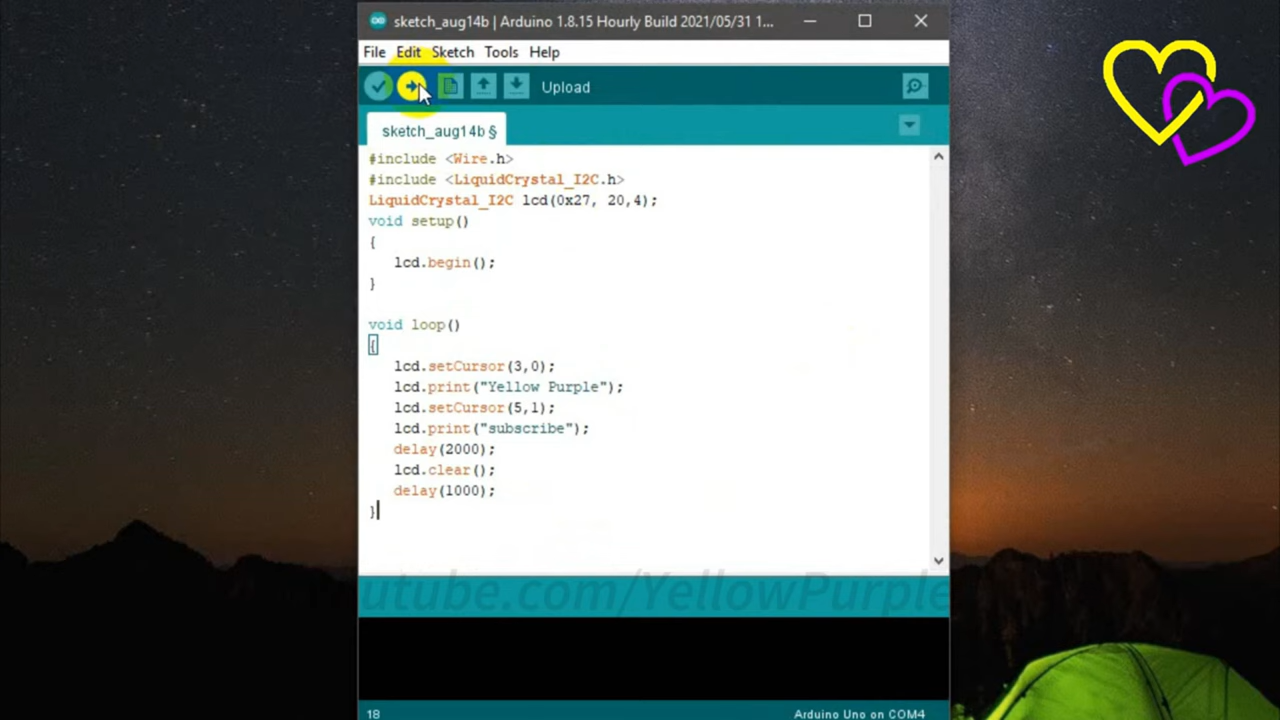 sketch_aug14b | Arduino 1.8.15 Hourly Build 2021/05/31 1...
File Edit Sketch Tools Help
Upload
sketch_aug14b §
#include <Wire.h>
#include <LiquidCrystal_I2C.h>
LiquidCrystal_I2C lcd(0x27, 20,4);
void setup()
{
lcd.begin();
}
void loop()
{
lcd.setCursor(3,0);
lcd.print("Yellow Purple");
lcd.setCursor(5,1);
lcd.print("subscribe");
delay(2000);
lcd.clear();
delay(1000);
}
utube.com/YellowPurple
18
Arduino Uno on COM4